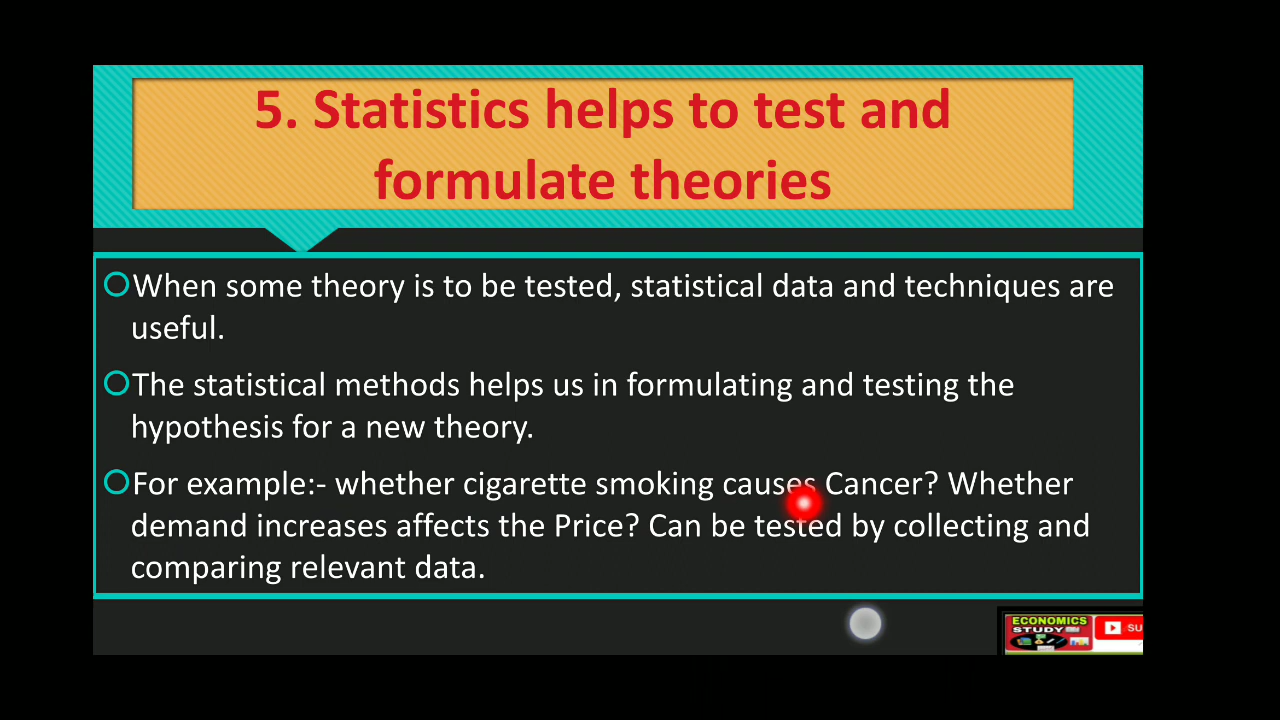 5. Statistics helps to test and
formulate theories
When some theory is to be tested, statistical data and techniques are
useful.
The statistical methods helps us in formulating and testing the
hypothesis for a new theory.
For example:- whether cigarette smoking causes Cancer? Whether
demand increases affects the Price? Can be tested by collecting and
comparing relevant data.
ECONOMICS
STUDY
SU